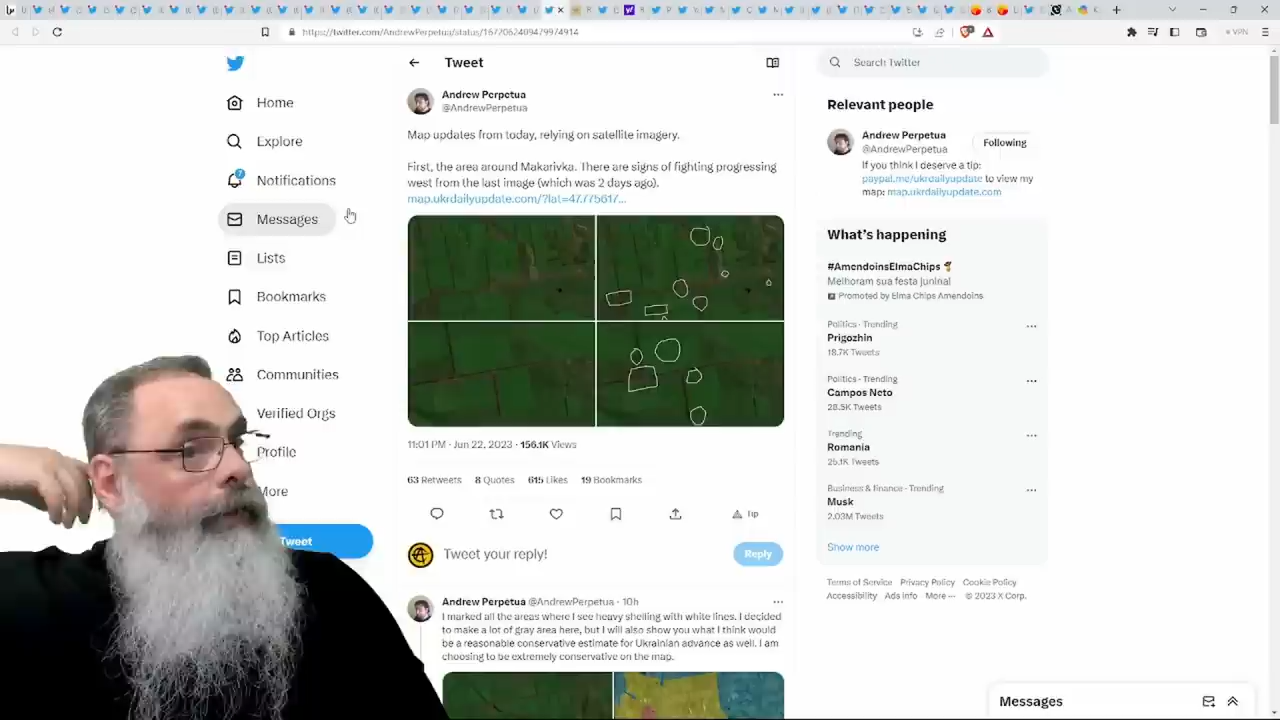 https://twitter.com/AndrewPerpetua/status/1672062409479974914
VPN
Home
Explore
Notifications
Messages
Lists
Bookmarks
Top Articles
Communities
Verified Orgs
Profile
More
Tweet
Tweet
Andrew Perpetua
@AndrewPerpetua
Map updates from today, relying on satellite imagery.
First, the area around Makarivka. There are signs of fighting progressing
west from the last image (which was 2 days ago).
map.ukrdailyupdate.com/?lat=47.775617…
11:01 PM · Jun 22, 2023 · 156.1K Views
63 Retweets 8 Quotes 615 Likes 19 Bookmarks
Tip
Tweet your reply!
Reply
Andrew Perpetua @AndrewPerpetua · 10h
I marked all the areas where I see heavy shelling with white lines. I decided
to make a lot of gray area here, but I will also show you what I think would
be a reasonable conservative estimate for Ukrainian advance as well. I am
choosing to be extremely conservative on the map.
Search Twitter
Relevant people
Andrew Perpetua
@AndrewPerpetua
Following
If you think I deserve a tip:
paypal.me/ukrdailyupdate to view my
map: map.ukrdailyupdate.com
What's happening
#AmendoinsElmaChips
Melhoram sua festa junina!
Promoted by Elma Chips Amendoins
Politics · Trending
Prigozhin
18.7K Tweets
Politics · Trending
Campos Neto
28.5K Tweets
Trending
Romania
25.1K Tweets
Business & finance · Trending
Musk
2.03M Tweets
Show more
Terms of Service Privacy Policy Cookie Policy
Accessibility Ads info More ··· © 2023 X Corp.
Messages